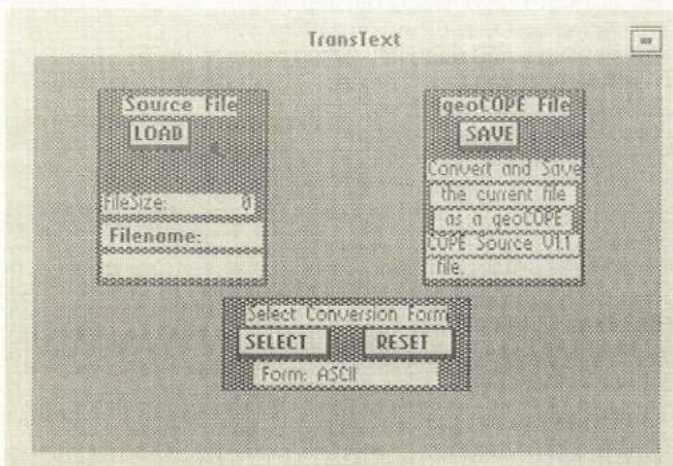 TransText
Source File
LOAD
FileSize: 0
Filename:
geoCOPE File
SAVE
Convert and Save
the current file
as a geoCOPE
COPE Source V1.1
file.
Select Conversion Form
SELECT
RESET
Form: ASCII